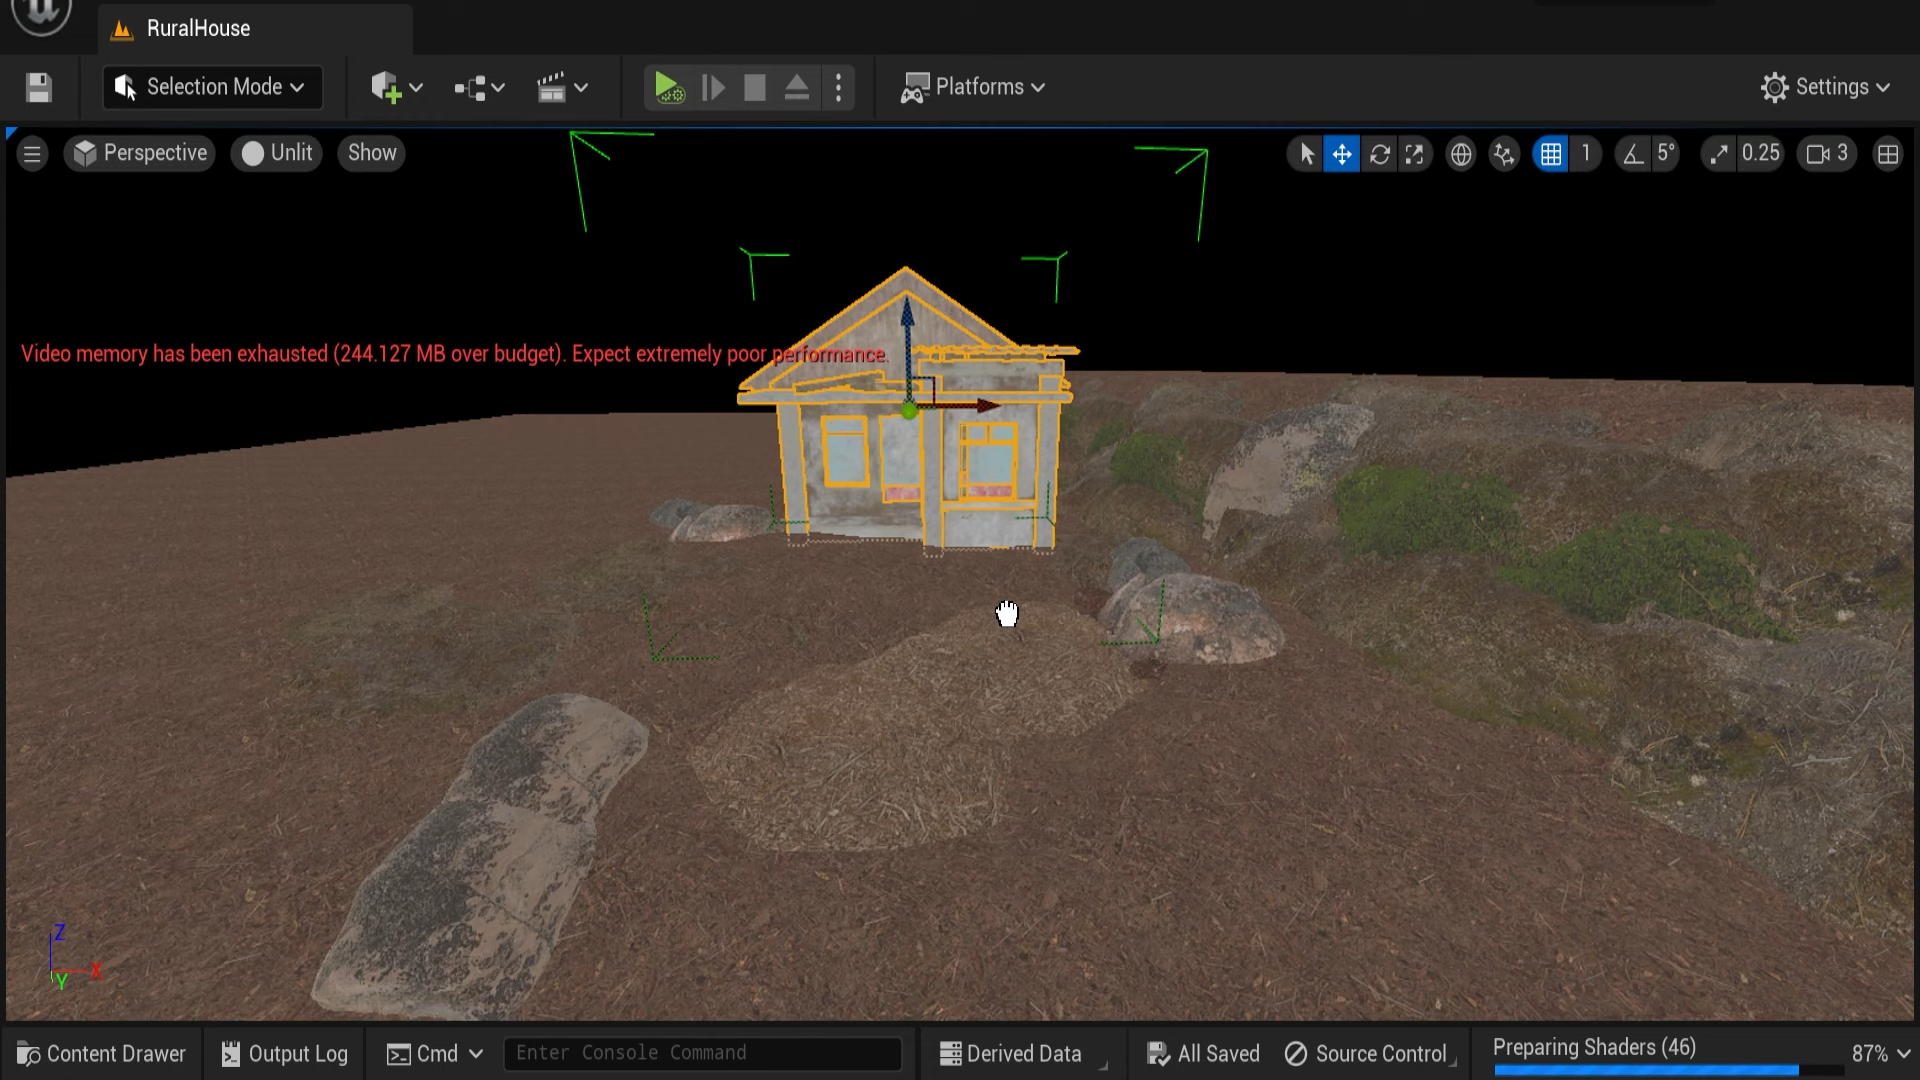 RuralHouse
Selection Mode
Platforms
Settings
Perspective
Unlit
Show
1
5°
0.25
3
Video memory has been exhausted (244.127 MB over budget). Expect extremely poor performance.
Z
X
Y
Content Drawer
Output Log
Cmd
Enter Console Command
Derived Data
All Saved
Source Control
Preparing Shaders (46)
87%